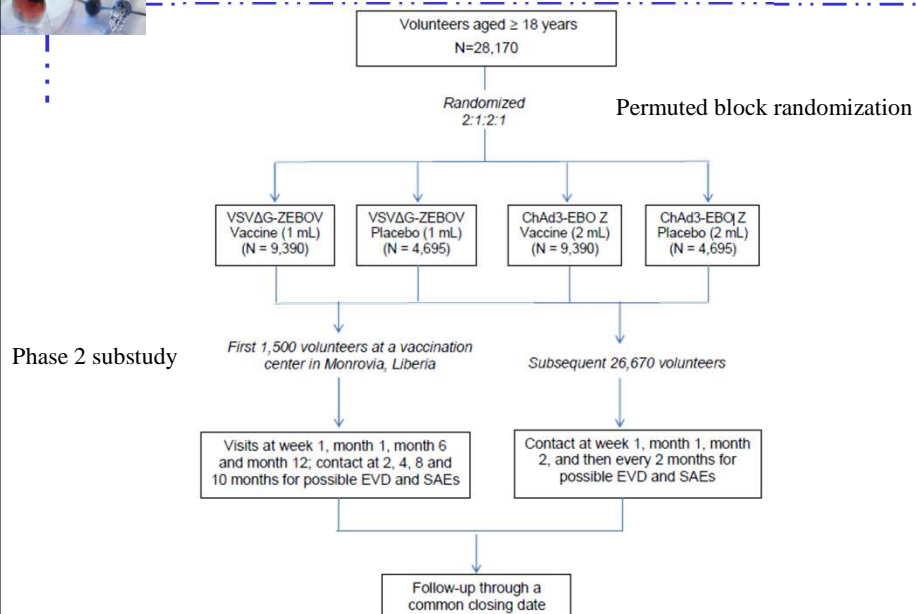 Volunteers aged ≥ 18 years
N=28,170
Randomized
2:1:2:1
Permuted block randomization
VSVΔG-ZEBOV
Vaccine (1 mL)
(N = 9,390)
VSVΔG-ZEBOV
Placebo (1 mL)
(N = 4,695)
ChAd3-EBO Z
Vaccine (2 mL)
(N = 9,390)
ChAd3-EBO Z
Placebo (2 mL)
(N = 4,695)
Phase 2 substudy
First 1,500 volunteers at a vaccination
center in Monrovia, Liberia
Subsequent 26,670 volunteers
Visits at week 1, month 1, month 6
and month 12; contact at 2, 4, 8 and
10 months for possible EVD and SAEs
Contact at week 1, month 1, month
2, and then every 2 months for
possible EVD and SAEs
Follow-up through a
common closing date